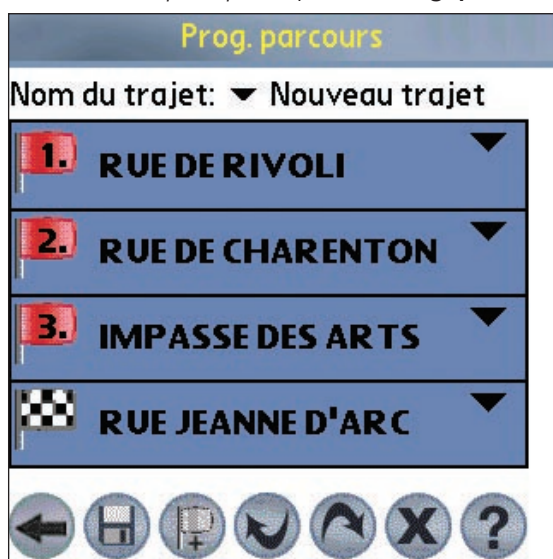 Prog. parcours
Nom du trajet: Nouveau trajet
1. RUE DE RIVOLI
2. RUE DE CHARENTON
3. IMPASSE DES ARTS
RUE JEANNE D'ARC
?